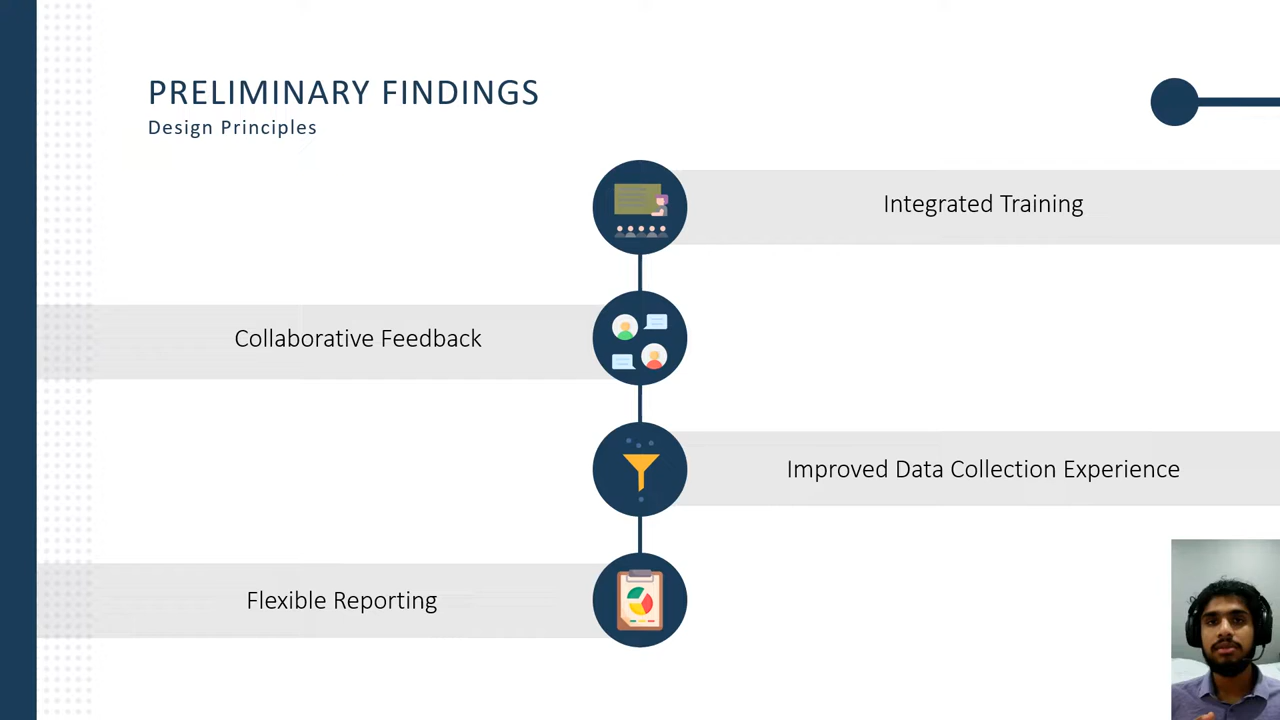 PRELIMINARY FINDINGS
Design Principles
Integrated Training
Collaborative Feedback
Improved Data Collection Experience
Flexible Reporting